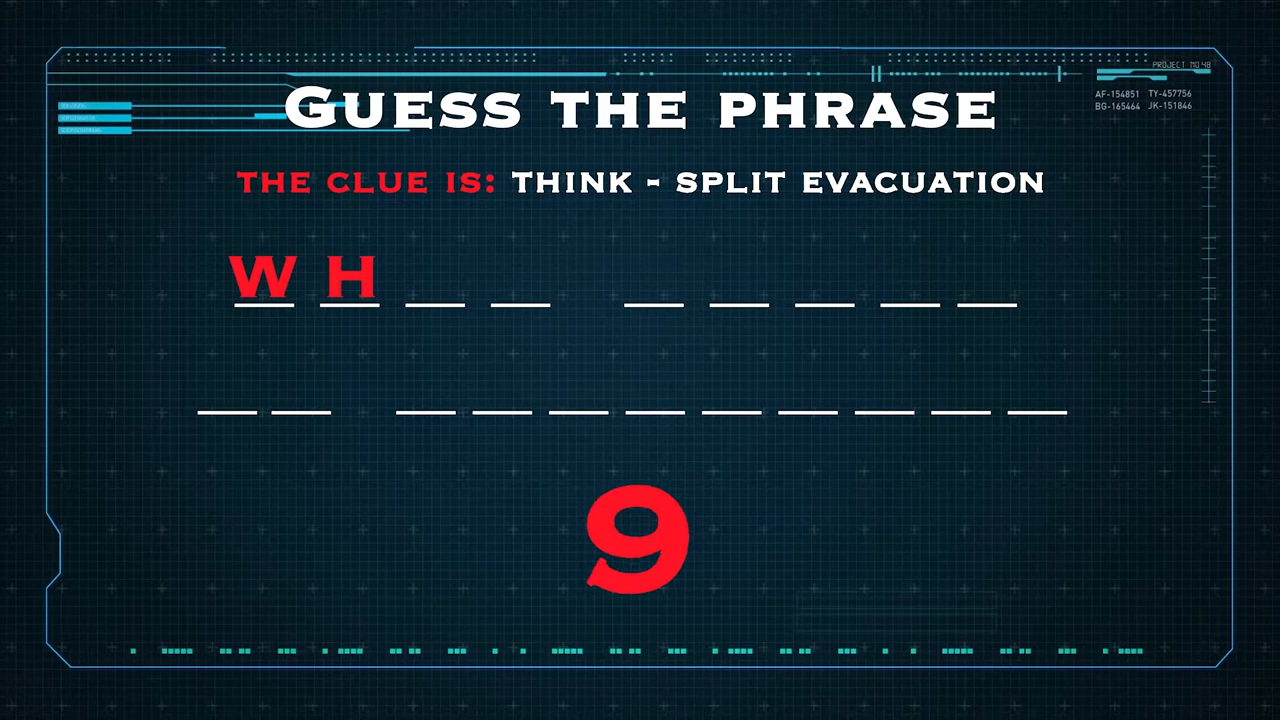 PROJECT NO 48
AF-154851 TY-457756
BG-165464 JK-151846
GUESS THE PHRASE
THE CLUE IS: THINK - SPLIT EVACUATION
W H
9